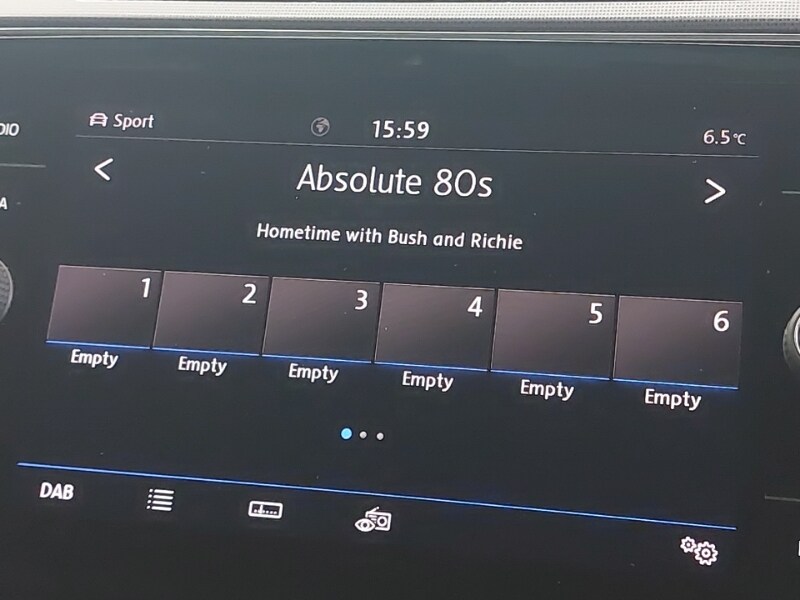 Sport 15:59 6.5°C
Absolute 80s
Hometime with Bush and Richie
1 2 3 4 5 6
Empty Empty Empty Empty Empty Empty
DAB